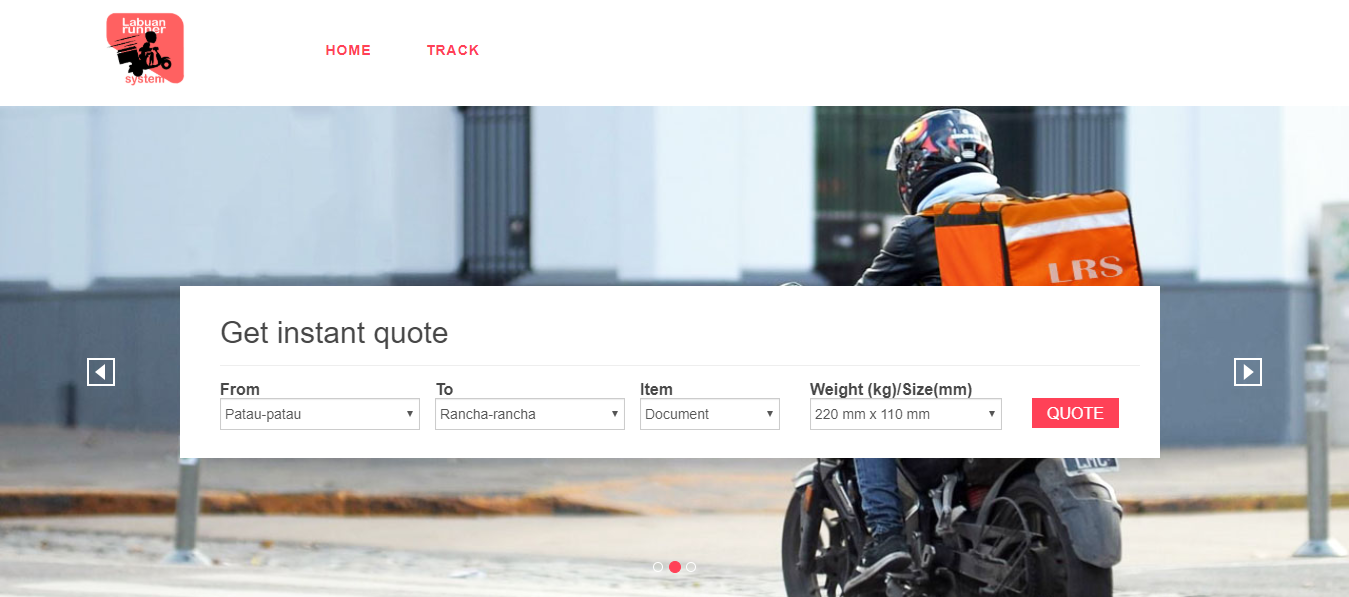 Labuan
runner
system
HOME TRACK
LRS
Get instant quote
From To Item Weight (kg)/Size(mm)
Patau-patau Rancha-rancha Document 220 mm x 110 mm QUOTE